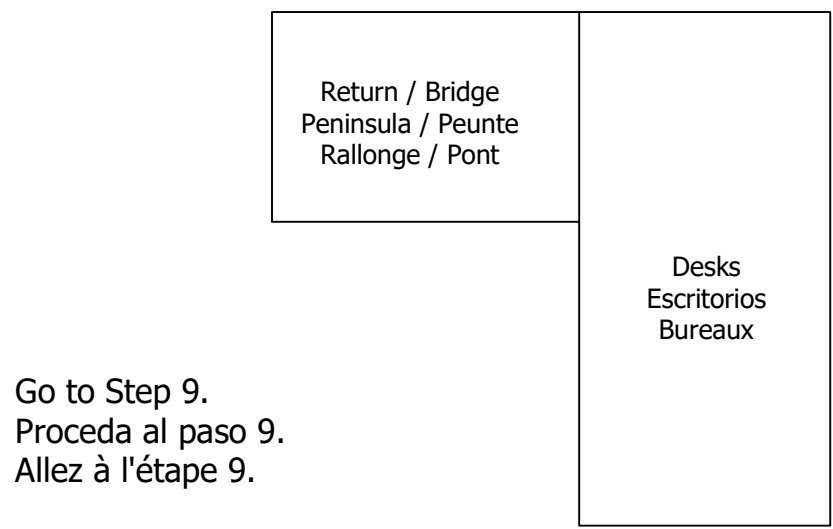 Return / Bridge
Peninsula / Peunte
Rallonge / Pont
Desks
Escritorios
Bureaux
Go to Step 9.
Proceda al paso 9.
Allez à l'étape 9.